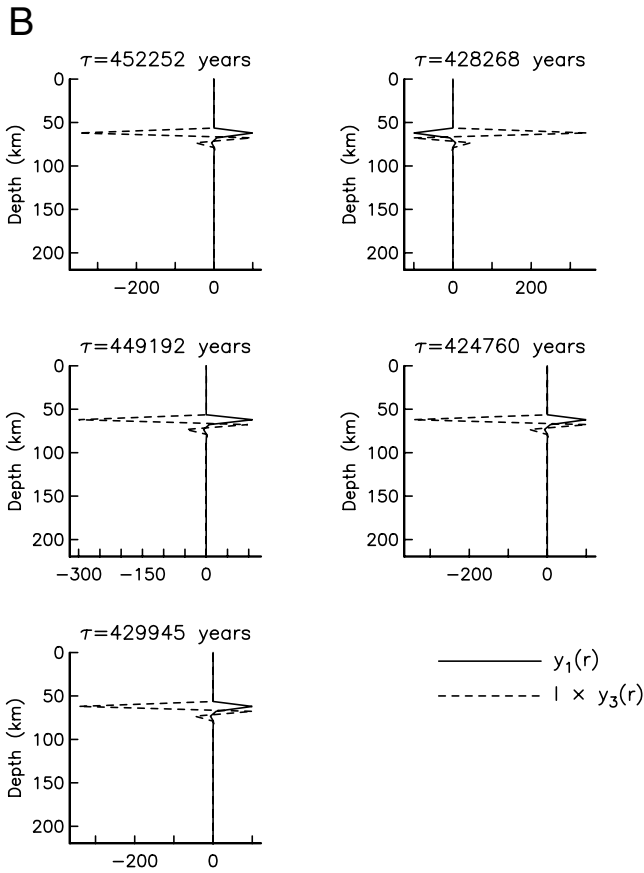 B
τ=452252 years
0
50
100
150
200
Depth (km)
−200 0
τ=428268 years
0
50
100
150
200
Depth (km)
0 200
τ=449192 years
0
50
100
150
200
Depth (km)
−300 −150 0
τ=424760 years
0
50
100
150
200
Depth (km)
−200 0
τ=429945 years
0
50
100
150
200
Depth (km)
−200 0
y₁(r)
l × y₃(r)